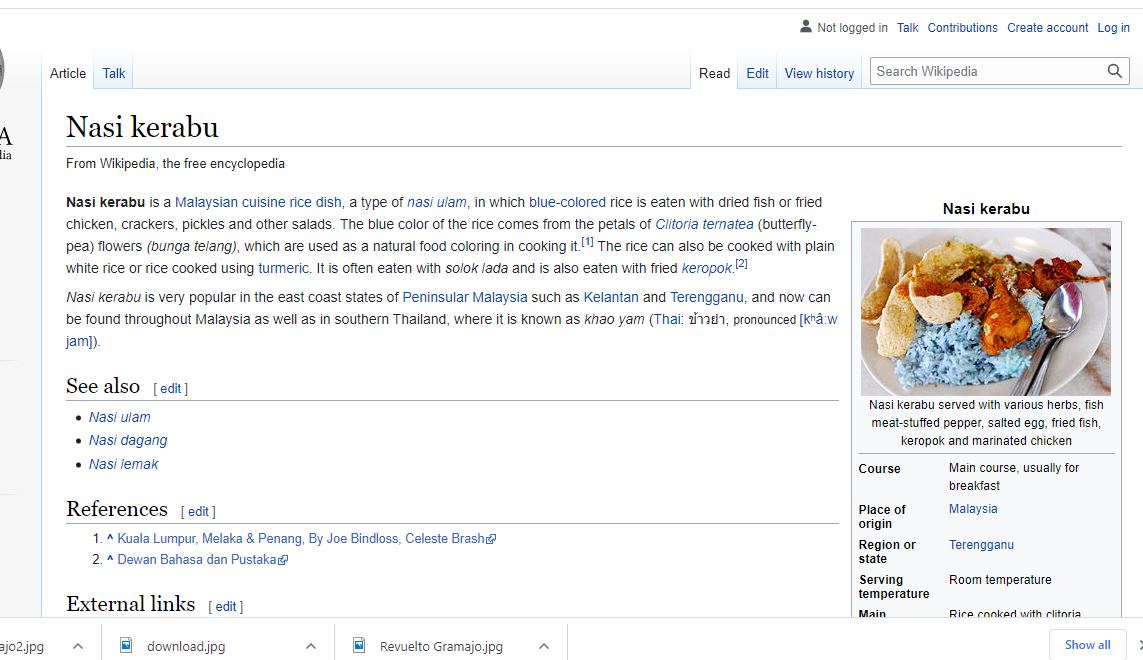 Not logged in Talk Contributions Create account Log in
Article Talk Read Edit View history Search Wikipedia
Nasi kerabu
From Wikipedia, the free encyclopedia
Nasi kerabu is a Malaysian cuisine rice dish, a type of nasi ulam, in which blue-colored rice is eaten with dried fish or fried
chicken, crackers, pickles and other salads. The blue color of the rice comes from the petals of Clitoria ternatea (butterfly-
pea) flowers (bunga telang), which are used as a natural food coloring in cooking it.[1] The rice can also be cooked with plain
white rice or rice cooked using turmeric. It is often eaten with solok lada and is also eaten with fried keropok.[2]
Nasi kerabu is very popular in the east coast states of Peninsular Malaysia such as Kelantan and Terengganu, and now can
be found throughout Malaysia as well as in southern Thailand, where it is known as khao yam (Thai: ข้าวยำ, pronounced [kʰâːw
jam]).
See also [ edit ]
• Nasi ulam
• Nasi dagang
• Nasi lemak
References [ edit ]
1. ^ Kuala Lumpur, Melaka & Penang, By Joe Bindloss, Celeste Brash
2. ^ Dewan Bahasa dan Pustaka
External links [ edit ]
Nasi kerabu
Nasi kerabu served with various herbs, fish
meat-stuffed pepper, salted egg, fried fish,
keropok and marinated chicken
Course Main course, usually for
breakfast
Place of
origin Malaysia
Region or
state Terengganu
Serving
temperature Room temperature
Main Rice cooked with clitoria
ajo2.jpg download.jpg Revuelto Gramajo.jpg Show all